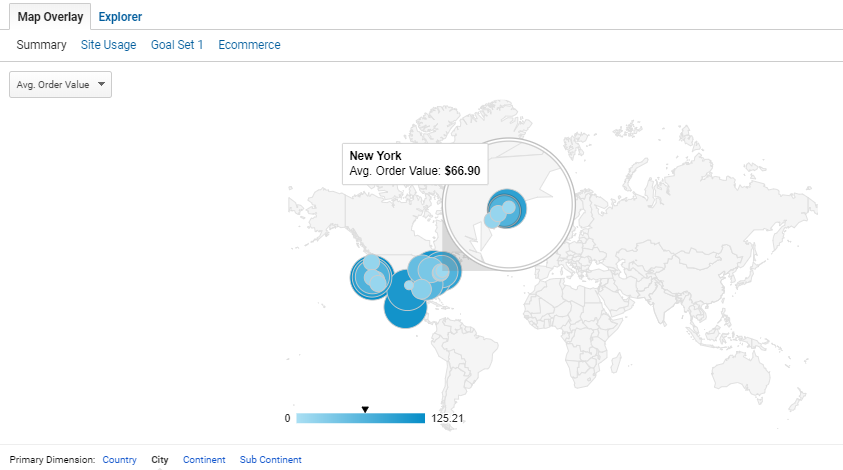 Map Overlay Explorer
Summary Site Usage Goal Set 1 Ecommerce
Avg. Order Value
New York
Avg. Order Value: $66.90
0 125.21
Primary Dimension: Country City Continent Sub Continent